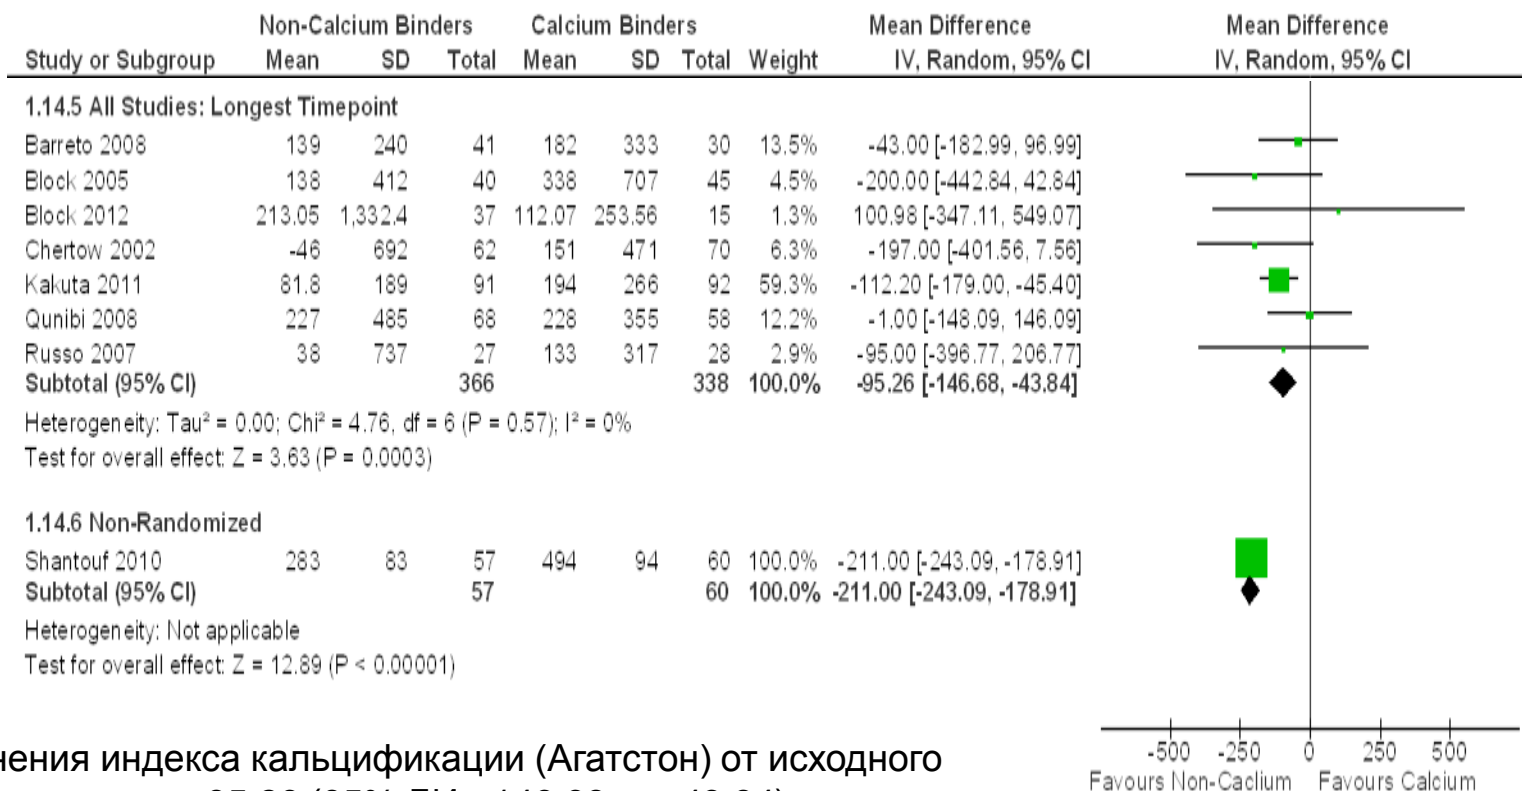 Non-Calcium Binders Calcium Binders Mean Difference Mean Difference
Study or Subgroup Mean SD Total Mean SD Total Weight IV, Random, 95% CI IV, Random, 95% CI
1.14.5 All Studies: Longest Timepoint
Barreto 2008 139 240 41 182 333 30 13.5% -43.00 [-182.99, 96.99]
Block 2005 138 412 40 338 707 45 4.5% -200.00 [-442.84, 42.84]
Block 2012 213.05 1,332.4 37 112.07 253.56 15 1.3% 100.98 [-347.11, 549.07]
Chertow 2002 -46 692 62 151 471 70 6.3% -197.00 [-401.56, 7.56]
Kakuta 2011 81.8 189 91 194 266 92 59.3% -112.20 [-179.00, -45.40]
Qunibi 2008 227 485 68 228 355 58 12.2% -1.00 [-148.09, 146.09]
Russo 2007 38 737 27 133 317 28 2.9% -95.00 [-396.77, 206.77]
Subtotal (95% CI) 366 338 100.0% -95.26 [-146.68, -43.84]
Heterogeneity: Tau² = 0.00; Chi² = 4.76, df = 6 (P = 0.57); I² = 0%
Test for overall effect: Z = 3.63 (P = 0.0003)
1.14.6 Non-Randomized
Shantouf 2010 283 83 57 494 94 60 100.0% -211.00 [-243.09, -178.91]
Subtotal (95% CI) 57 60 100.0% -211.00 [-243.09, -178.91]
Heterogeneity: Not applicable
Test for overall effect: Z = 12.89 (P < 0.00001)
-500 -250 0 250 500
Favours Non-Caclium Favours Calcium
нения индекса кальцификации (Агатстон) от исходного